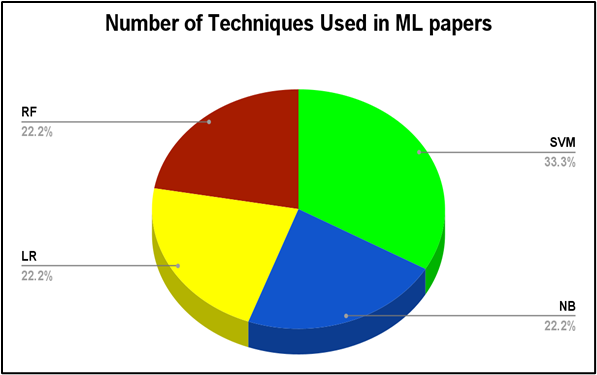 Number of Techniques Used in ML papers
RF
22.2%
SVM
33.3%
LR
22.2%
NB
22.2%